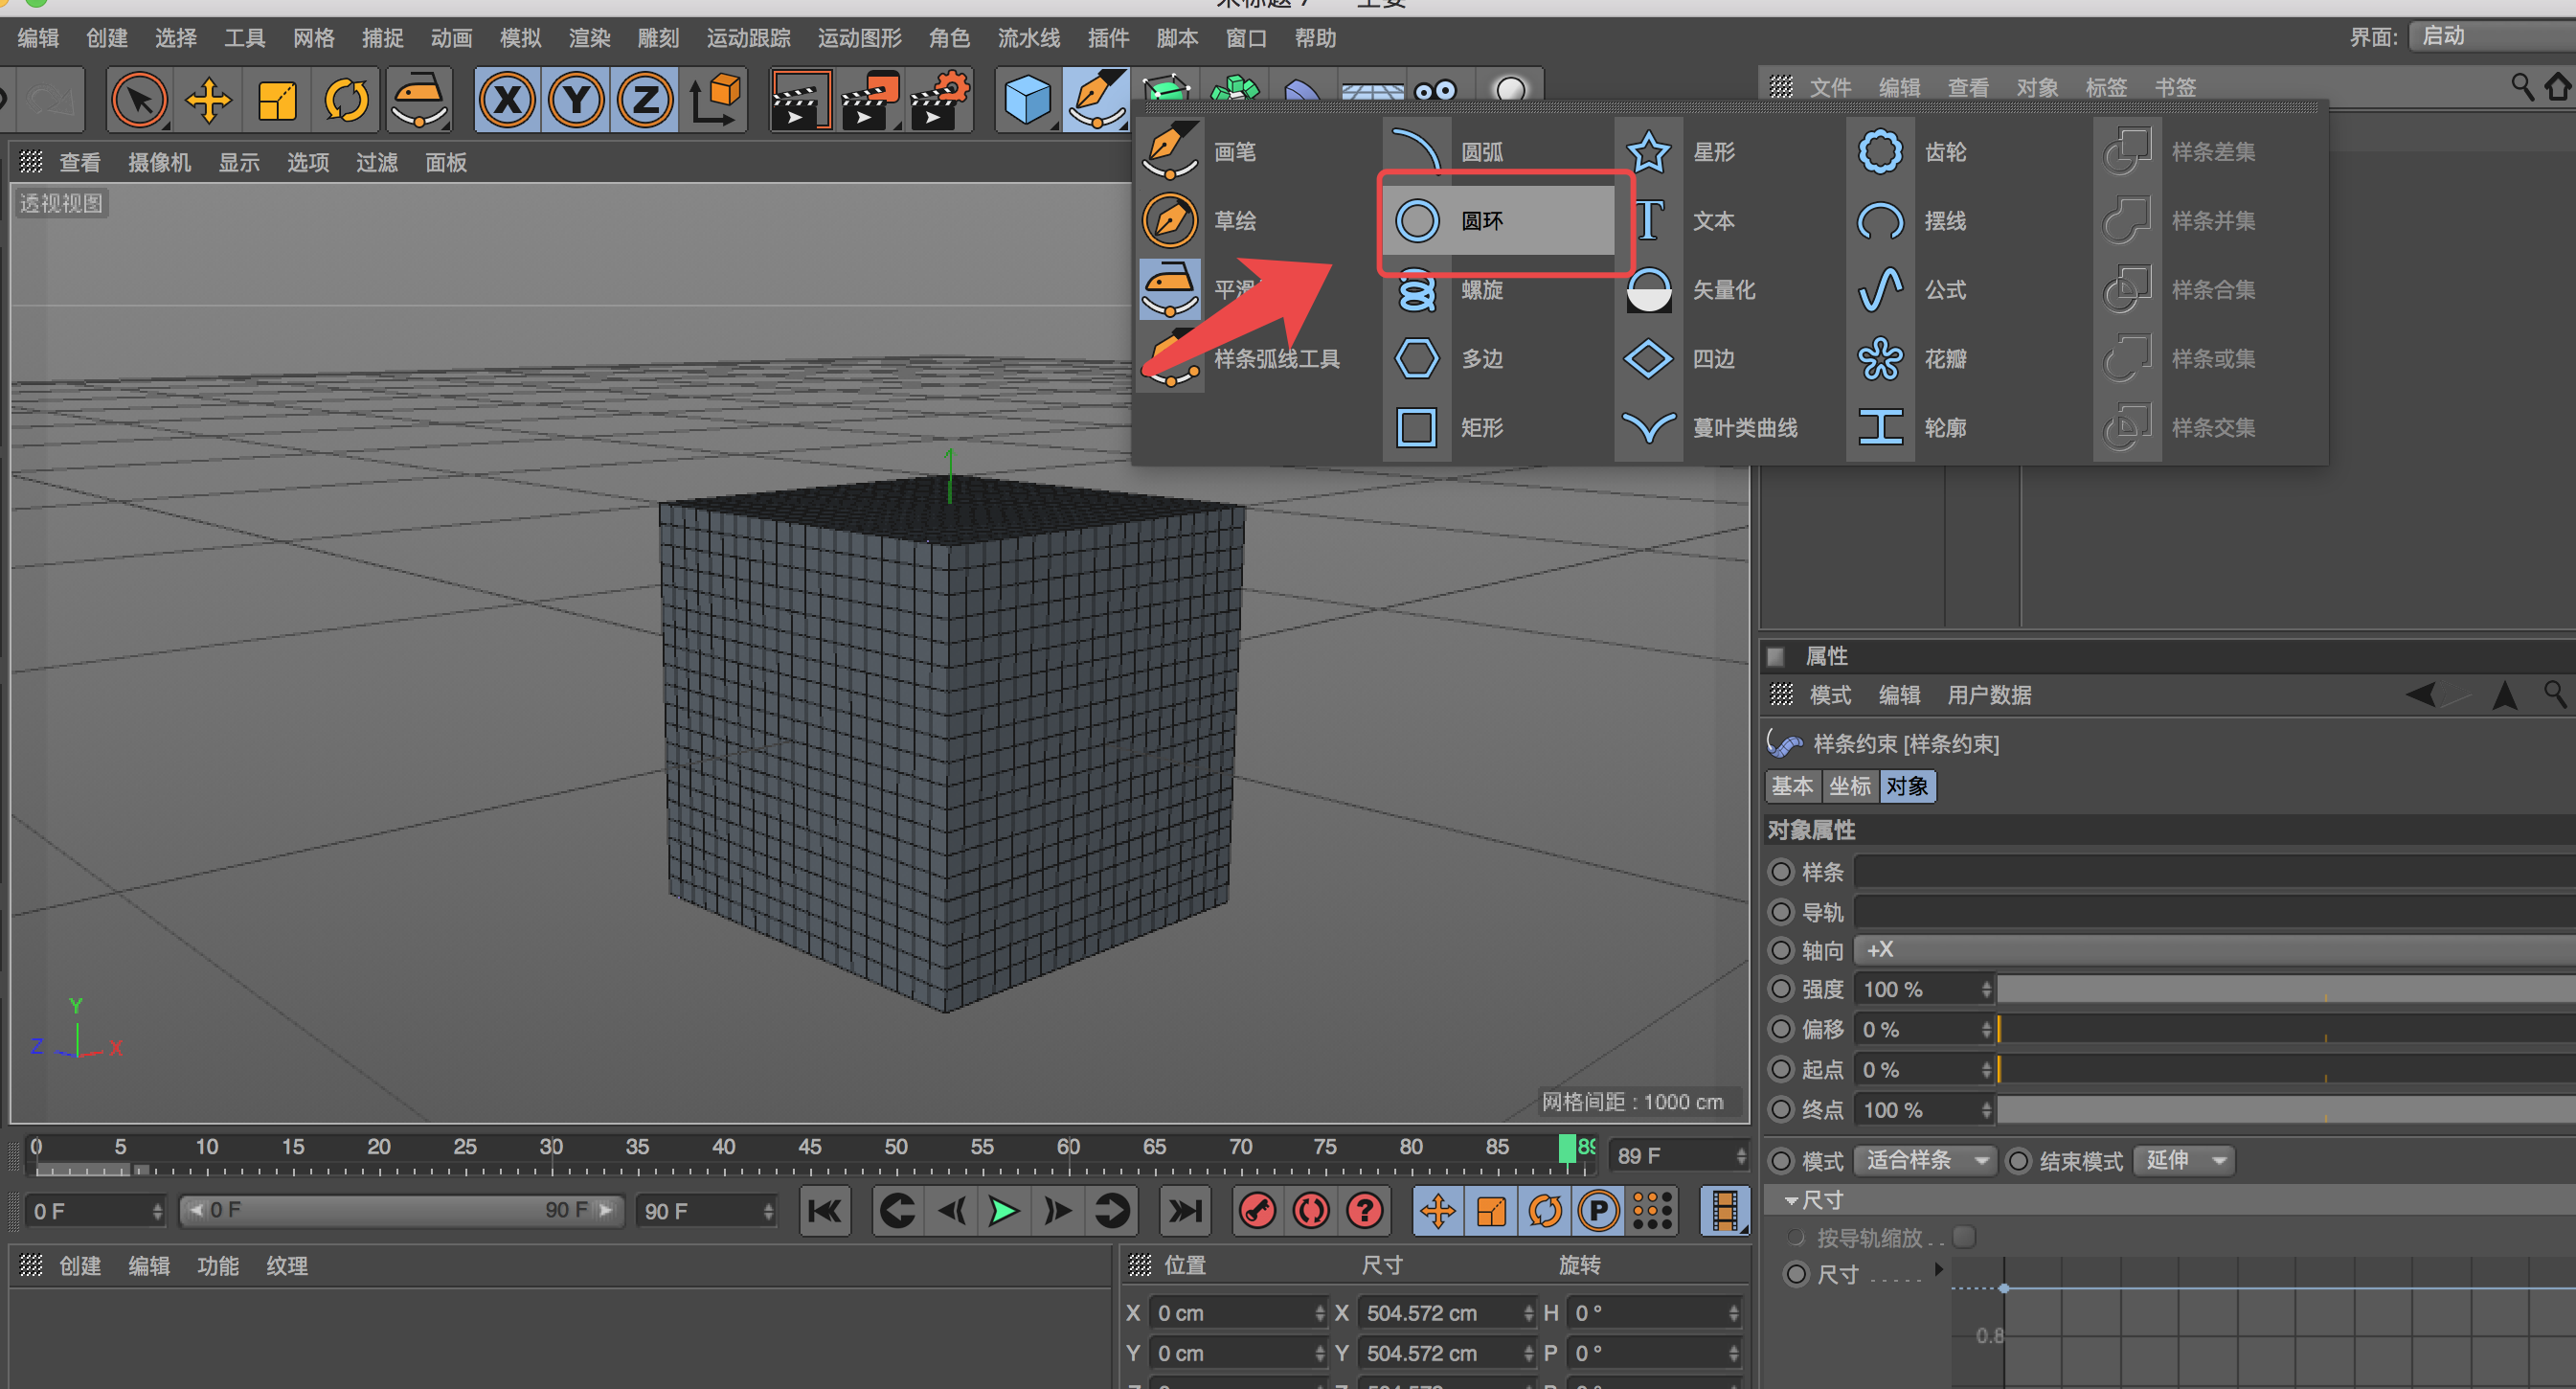 编辑 创建 选择 工具 网格 捕捉 动画 模拟 渲染 雕刻 运动跟踪 运动图形 角色 流水线 插件 脚本 窗口 帮助
界面: 启动
X Y Z
文件 编辑 查看 对象 标签 书签
查看 摄像机 显示 选项 过滤 面板
透视视图
画笔 圆弧 星形 齿轮 样条差集
草绘 圆环 文本 摆线 样条并集
平滑 螺旋 矢量化 公式 样条合集
样条弧线工具 多边 四边 花瓣 样条或集
矩形 蔓叶类曲线 轮廓 样条交集
属性
模式 编辑 用户数据
样条约束 [样条约束]
基本 坐标 对象
对象属性
样条
导轨
轴向 +X
强度 100 %
偏移 0 %
起点 0 %
终点 100 %
模式 适合样条 结束模式 延伸
尺寸
按导轨缩放 . .
尺寸 . . . . .
0.8
Y
Z X
网格间距 : 1000 cm
0 5 10 15 20 25 30 35 40 45 50 55 60 65 70 75 80 85 89 F
0 F 0 F 90 F 90 F
P
创建 编辑 功能 纹理
位置 尺寸 旋转
X 0 cm X 504.572 cm H 0 °
Y 0 cm Y 504.572 cm P 0 °